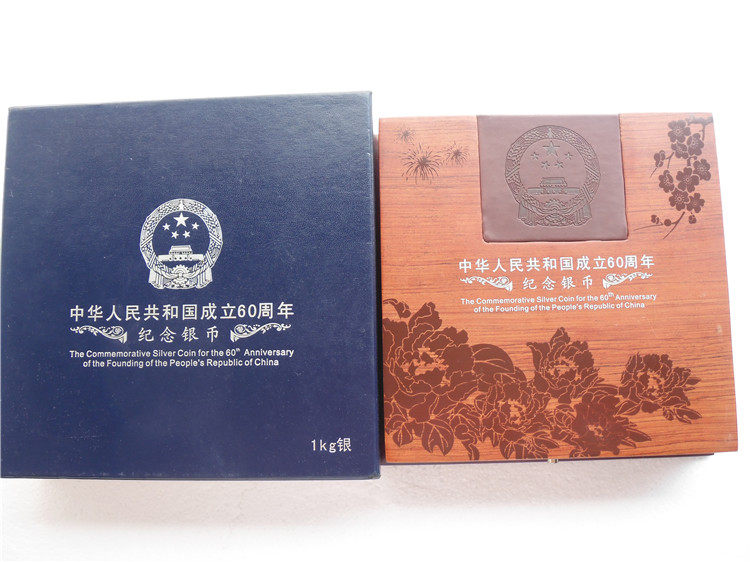 中华人民共和国成立60周年
纪念银币
The Commemorative Silver Coin for the 60th Anniversary
of the Founding of the People's Republic of China
1kg银
中华人民共和国成立60周年
纪念银币
The Commemorative Silver Coin for the 60th Anniversary
of the Founding of the People's Republic of China